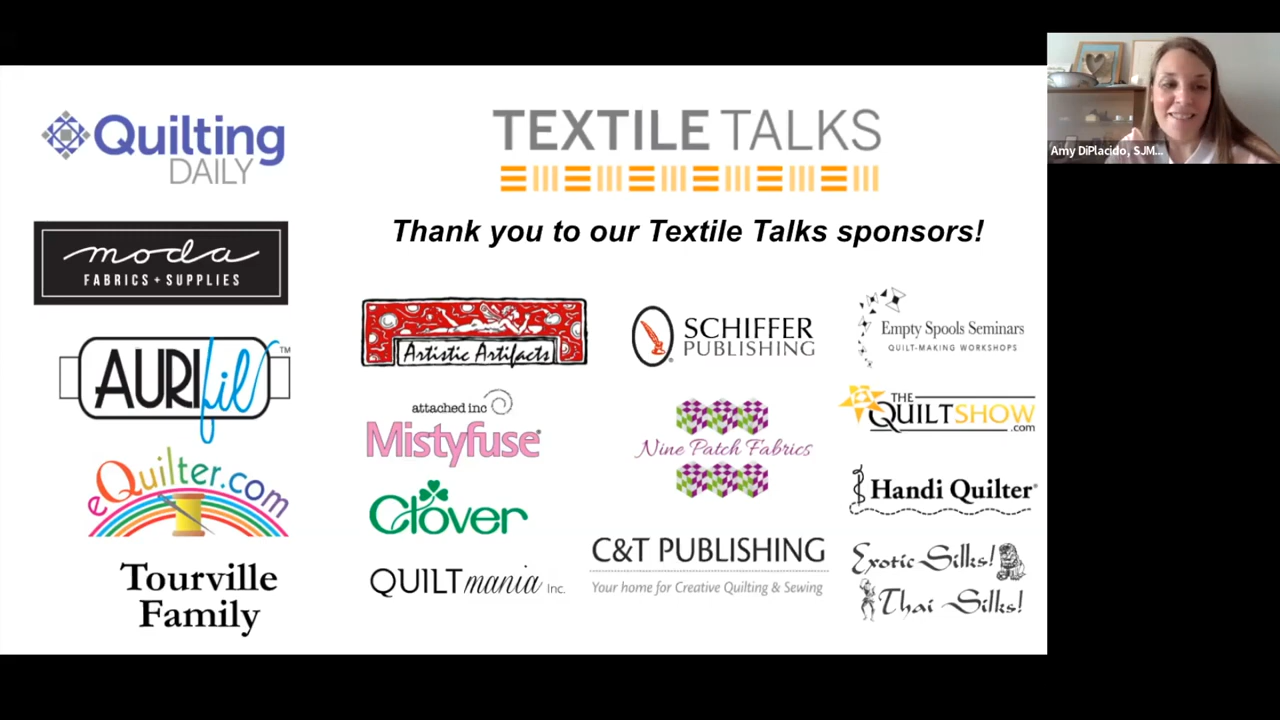 Quilting
DAILY
TEXTILE TALKS
Amy DiPlacido, SJM...
Thank you to our Textile Talks sponsors!
moda
FABRICS + SUPPLIES
AURIfil™
eQuilter.com
Tourville
Family
Artistic Artifacts
attached inc
Mistyfuse®
Clover
QUILTmania Inc.
SCHIFFER
PUBLISHING
Nine Patch Fabrics
C&T PUBLISHING
Your home for Creative Quilting & Sewing
Empty Spools Seminars
QUILT-MAKING WORKSHOPS
THE
QUILTSHOW
.com
Handi Quilter®
Exotic Silks!
Thai Silks!